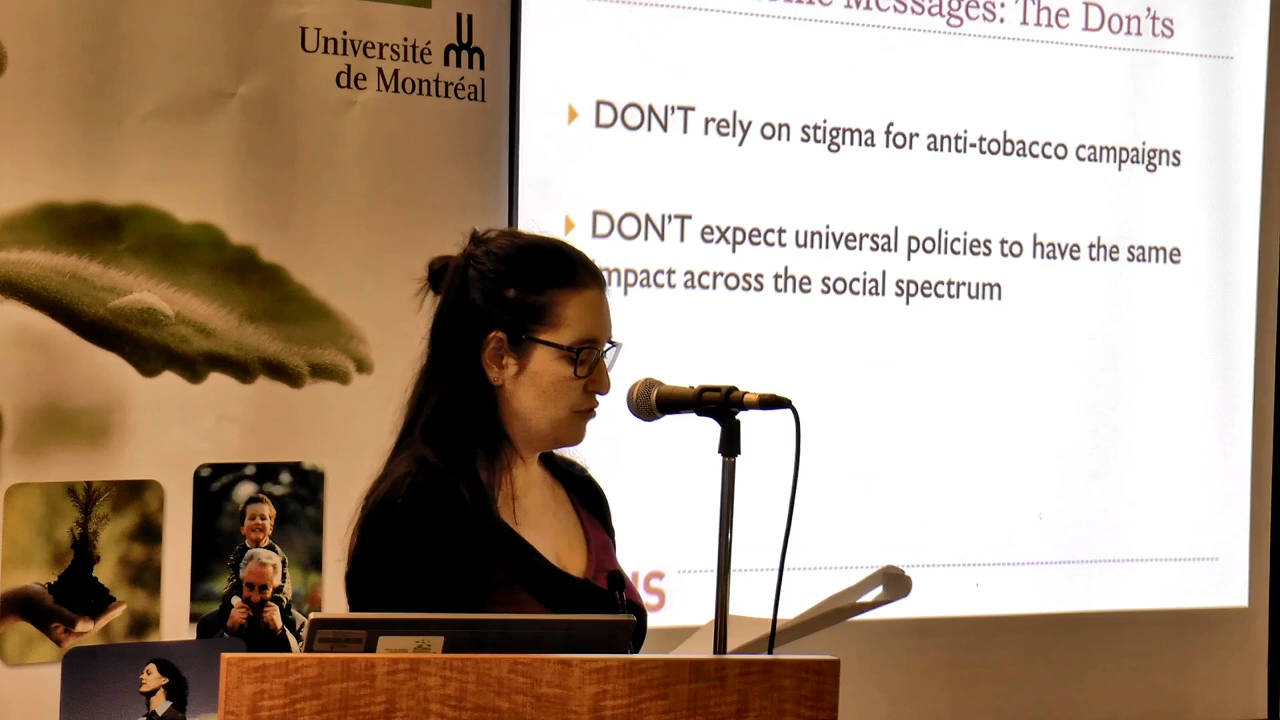 Université
de Montréal
Messages: The Don'ts
DON'T rely on stigma for anti-tobacco campaigns
DON'T expect universal policies to have the same
impact across the social spectrum